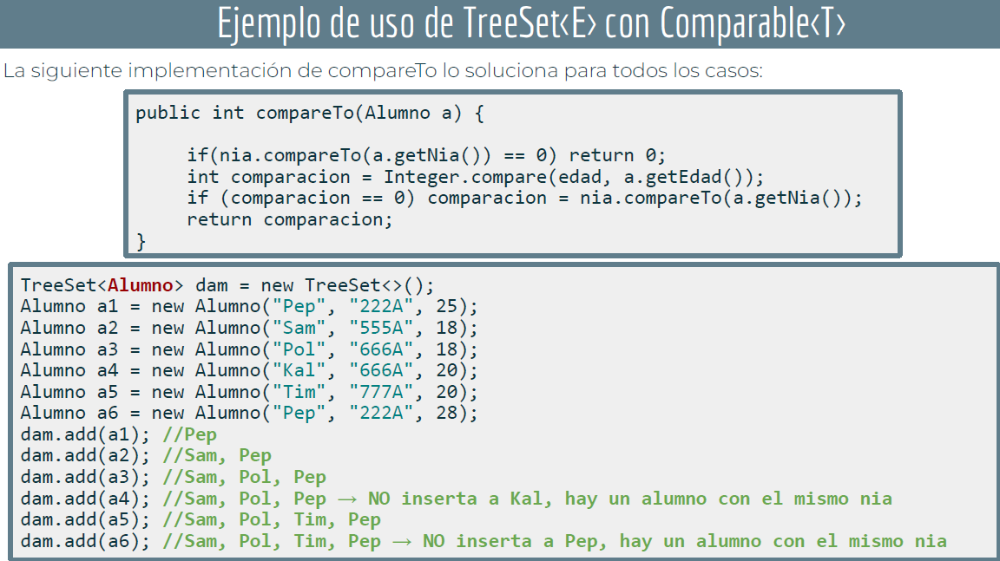 Ejemplo de uso de TreeSet<E> con Comparable<T>
La siguiente implementación de compareTo lo soluciona para todos los casos:
public int compareTo(Alumno a) {
if(nia.compareTo(a.getNia()) == 0) return 0;
int comparacion = Integer.compare(edad, a.getEdad());
if (comparacion == 0) comparacion = nia.compareTo(a.getNia());
return comparacion;
}
TreeSet<Alumno> dam = new TreeSet<>();
Alumno a1 = new Alumno("Pep", "222A", 25);
Alumno a2 = new Alumno("Sam", "555A", 18);
Alumno a3 = new Alumno("Pol", "666A", 18);
Alumno a4 = new Alumno("Kal", "666A", 20);
Alumno a5 = new Alumno("Tim", "777A", 20);
Alumno a6 = new Alumno("Pep", "222A", 28);
dam.add(a1); //Pep
dam.add(a2); //Sam, Pep
dam.add(a3); //Sam, Pol, Pep
dam.add(a4); //Sam, Pol, Pep → NO inserta a Kal, hay un alumno con el mismo nia
dam.add(a5); //Sam, Pol, Tim, Pep
dam.add(a6); //Sam, Pol, Tim, Pep → NO inserta a Pep, hay un alumno con el mismo nia